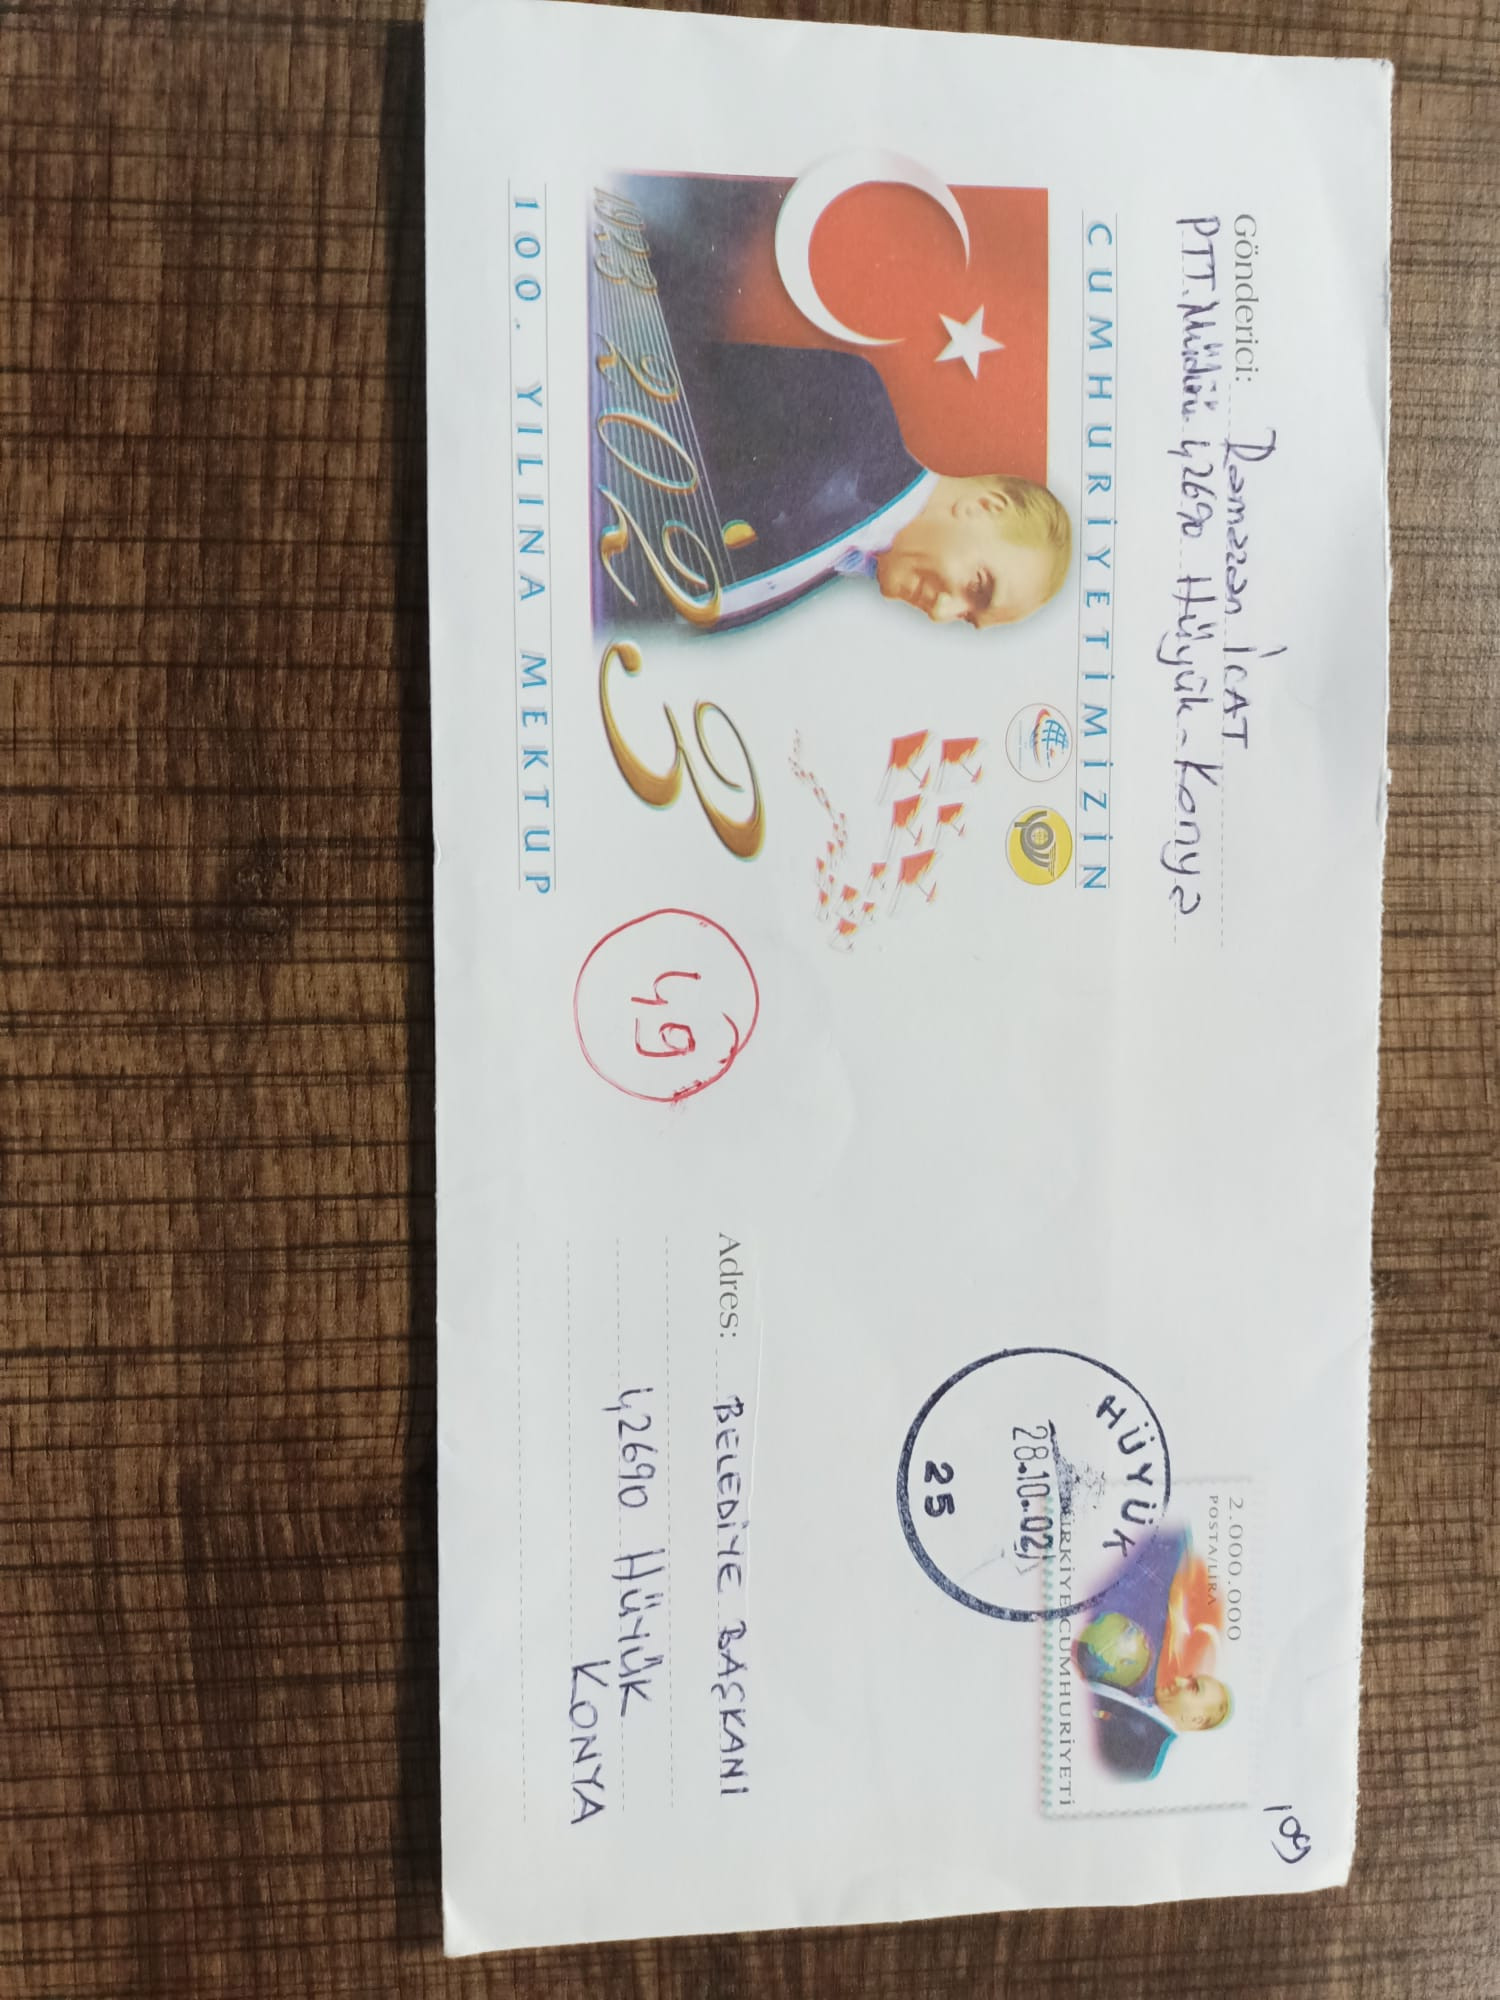 Gönderici: Ramazan İCAT
PTT. Müdürü 42690 Hüyük - Konya
CUMHURİYETİMİZİN
1923
2023
100. YILINA MEKTUP
49
109
2.000.000
POSTA/LİRA
TÜRKİYE CUMHURİYETİ
HÜYÜK
28.10.02
25
Adres: BELEDİYE BAŞKANI
42690 HÜYÜK
KONYA